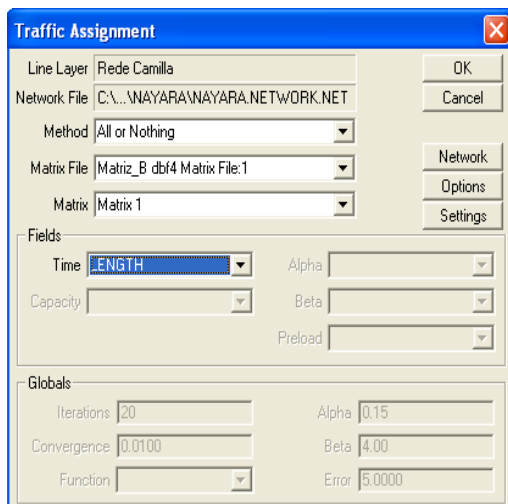 Traffic Assignment
Line Layer Rede Camilla OK
Network File C:\...\NAYARA\NAYARA.NETWORK.NET Cancel
Method All or Nothing
Matrix File Matriz_B dbf4 Matrix File:1 Network
Options
Matrix Matrix 1 Settings
Fields
Time LENGTH Alpha
Capacity Beta
Preload
Globals
Iterations 20 Alpha 0.15
Convergence 0.0100 Beta 4.00
Function Error 5.0000